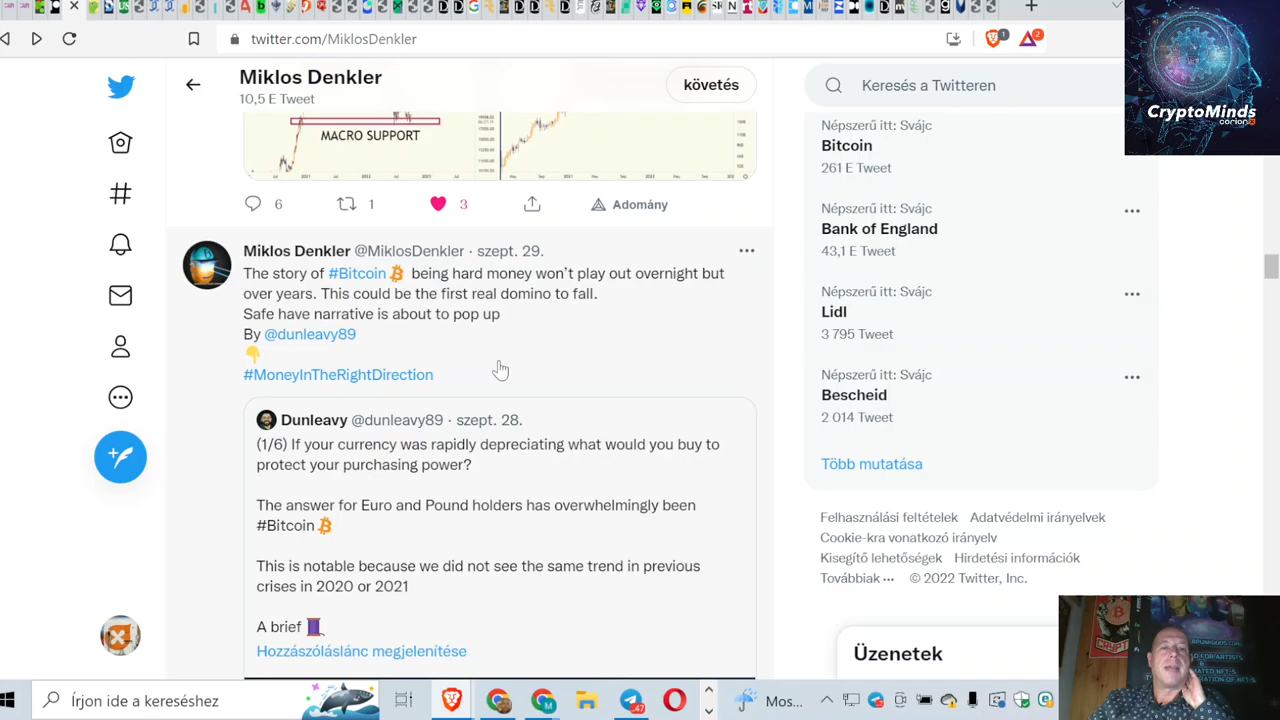 twitter.com/MiklosDenkler
1
2
CryptoMinds
Miklos Denkler
10,5 E Tweet
követés
Keresés a Twitteren
MACRO SUPPORT
6
1
3
Adomány
Miklos Denkler @MiklosDenkler · szept. 29.
The story of #Bitcoin being hard money won't play out overnight but
over years. This could be the first real domino to fall.
Safe have narrative is about to pop up
By @dunleavy89
#MoneyInTheRightDirection
Dunleavy @dunleavy89 · szept. 28.
(1/6) If your currency was rapidly depreciating what would you buy to
protect your purchasing power?
The answer for Euro and Pound holders has overwhelmingly been
#Bitcoin
This is notable because we did not see the same trend in previous
crises in 2020 or 2021
A brief
Hozzászóláslánc megjelenítése
Népszerű itt: Svájc
Bitcoin
261 E Tweet
Népszerű itt: Svájc
Bank of England
43,1 E Tweet
Népszerű itt: Svájc
Lidl
3 795 Tweet
Népszerű itt: Svájc
Bescheid
2 014 Tweet
Több mutatása
Felhasználási feltételek Adatvédelmi irányelvek
Cookie-kra vonatkozó irányelv
Kisegítő lehetőségek Hirdetési információk
Továbbiak ··· © 2022 Twitter, Inc.
Üzenetek
Írjon ide a kereséshez
Mos...